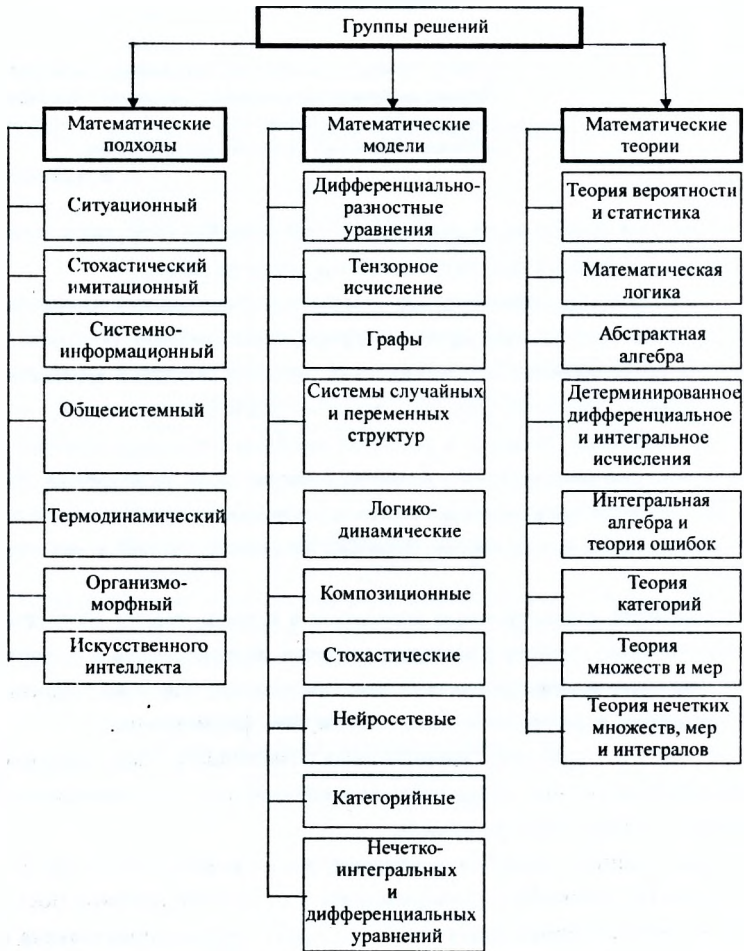 Группы решений
Математические
подходы
Ситуационный
Стохастический
имитационный
Системно-
информационный
Общесистемный
Термодинамический
Организмо-
морфный
Искусственного
интеллекта
Математические
модели
Дифференциально-
разностные
уравнения
Тензорное
исчисление
Графы
Системы случайных
и переменных
структур
Логико-
динамические
Композиционные
Стохастические
Нейросетевые
Категорийные
Нечетко-
интегральных
и
дифференциальных
уравнений
Математические
теории
Теория вероятности
и статистика
Математическая
логика
Абстрактная
алгебра
Детерминированное
дифференциальное
и интегральное
исчисления
Интегральная
алгебра и
теория ошибок
Теория
категорий
Теория
множеств и мер
Теория нечетких
множеств, мер
и интегралов